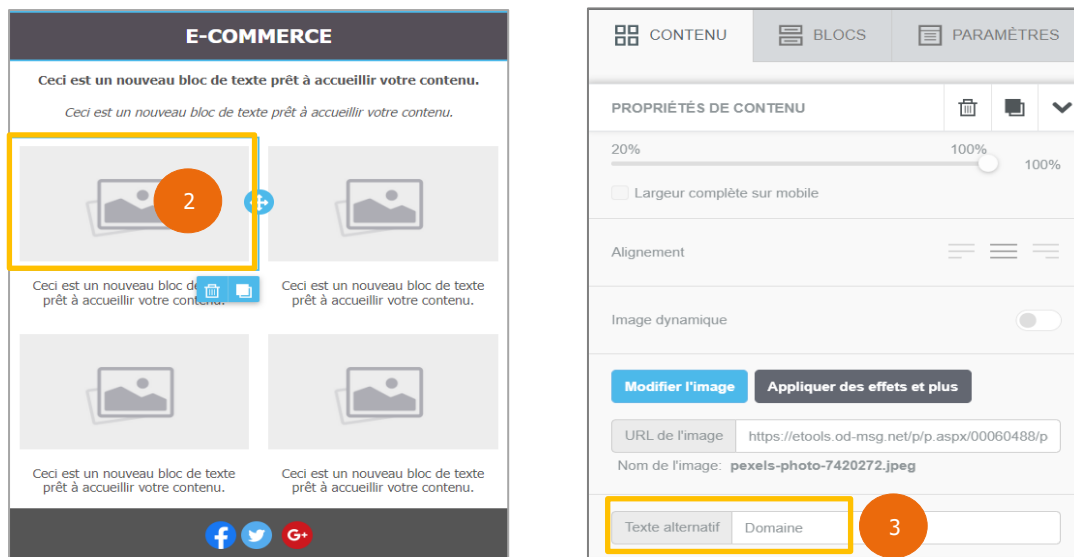 E-COMMERCE
Ceci est un nouveau bloc de texte prêt à accueillir votre contenu.
Ceci est un nouveau bloc de texte prêt à accueillir votre contenu.
2
Ceci est un nouveau bloc d
prêt à accueillir votre contenu.
Ceci est un nouveau bloc de texte
prêt à accueillir votre contenu.
Ceci est un nouveau bloc de texte
prêt à accueillir votre contenu.
Ceci est un nouveau bloc de texte
prêt à accueillir votre contenu.
f
G+
CONTENU
BLOCS
PARAMÈTRES
PROPRIÉTÉS DE CONTENU
20%
100%
100%
Largeur complète sur mobile
Alignement
Image dynamique
Modifier l'image
Appliquer des effets et plus
URL de l'image
https://etools.od-msg.net/p/p.aspx/00060488/p
Nom de l'image: pexels-photo-7420272.jpeg
Texte alternatif
Domaine
3